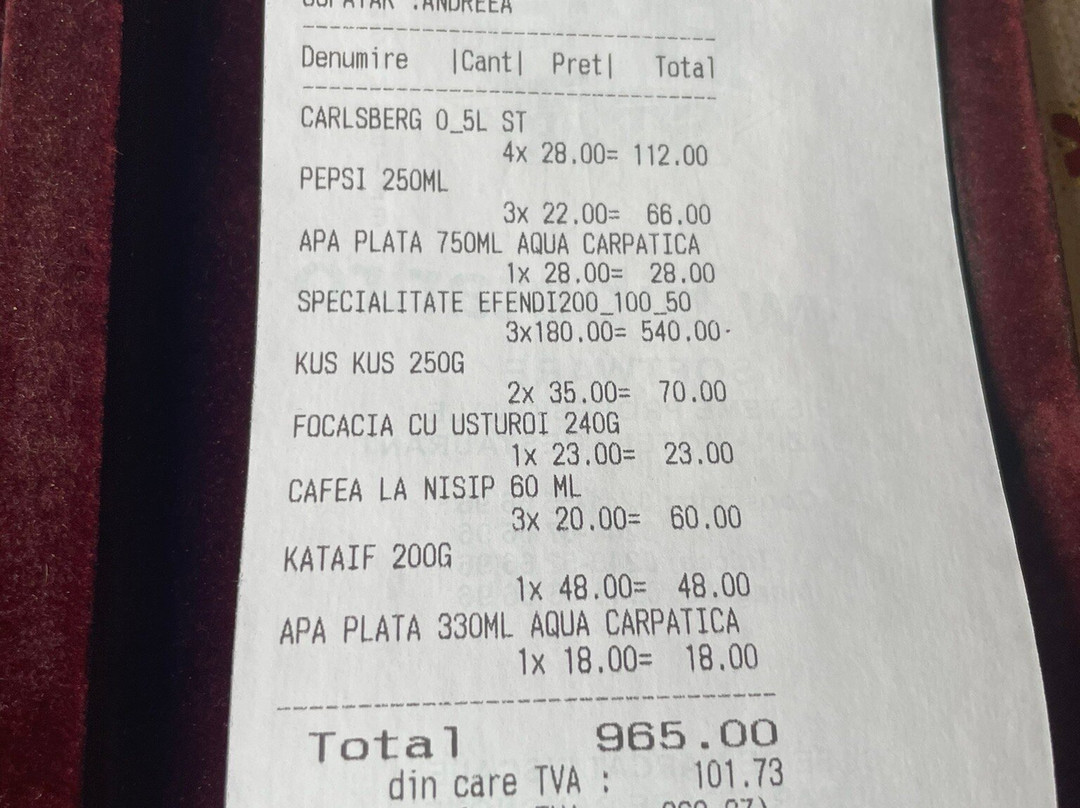 .ANDREEA
Denumire |Cant| Pret| Total
CARLSBERG 0_5L ST
4x 28.00= 112.00
PEPSI 250ML
3x 22.00= 66.00
APA PLATA 750ML AQUA CARPATICA
1x 28.00= 28.00
SPECIALITATE EFENDI200_100_50
3x180.00= 540.00
KUS KUS 250G
2x 35.00= 70.00
FOCACIA CU USTUROI 240G
1x 23.00= 23.00
CAFEA LA NISIP 60 ML
3x 20.00= 60.00
KATAIF 200G
1x 48.00= 48.00
APA PLATA 330ML AQUA CARPATICA
1x 18.00= 18.00
Total 965.00
din care TVA : 101.73